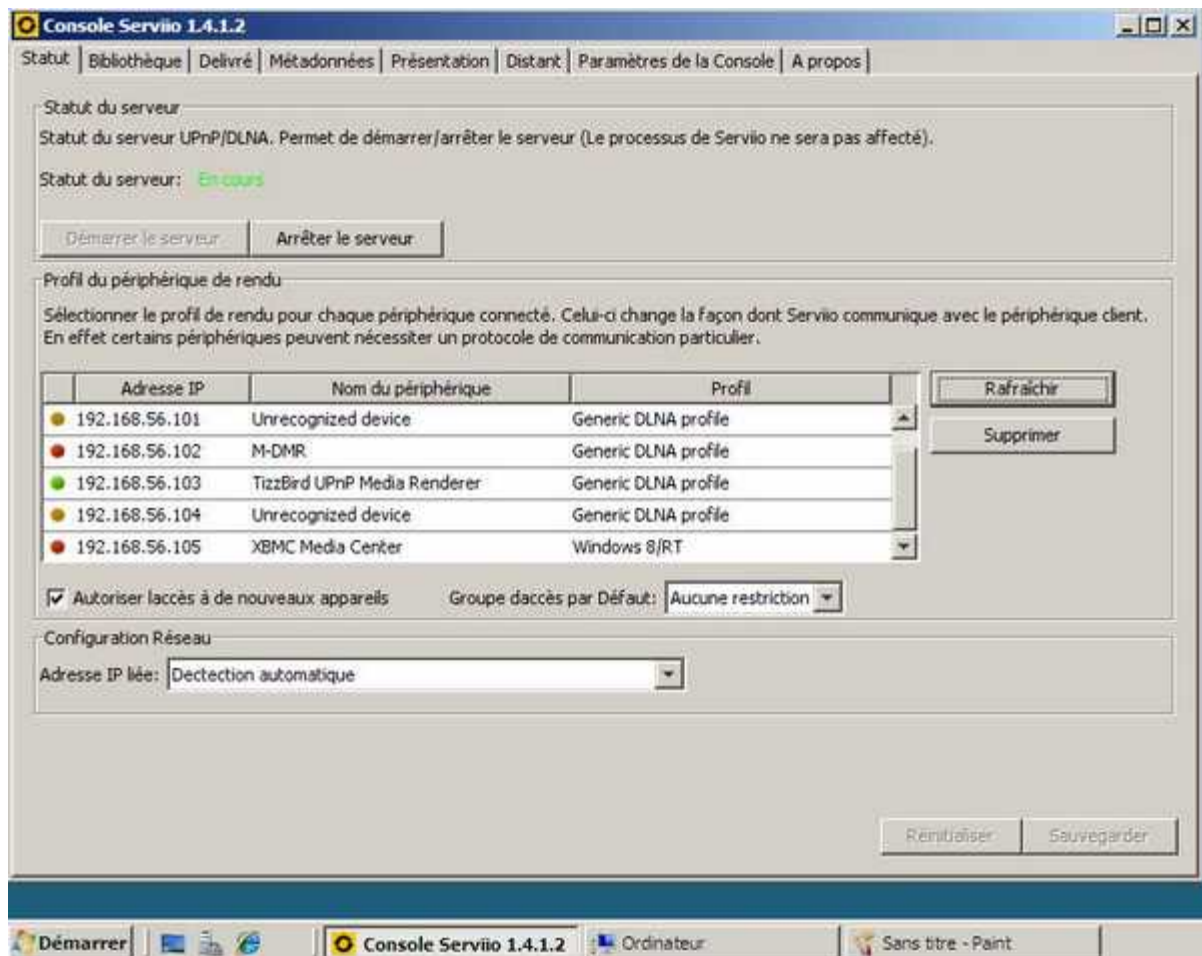 Console Serviio 1.4.1.2
Statut Bibliothèque Delivré Métadonnées Présentation Distant Paramètres de la Console A propos
Statut du serveur
Statut du serveur UPnP/DLNA. Permet de démarrer/arrêter le serveur (Le processus de Serviio ne sera pas affecté).
Statut du serveur: En cours
Démarrer le serveur Arrêter le serveur
Profil du périphérique de rendu
Sélectionner le profil de rendu pour chaque périphérique connecté. Celui-ci change la façon dont Serviio communique avec le périphérique client.
En effet certains périphériques peuvent nécessiter un protocole de communication particulier.
Adresse IP Nom du périphérique Profil Rafraîchir
192.168.56.101 Unrecognized device Generic DLNA profile
Supprimer
192.168.56.102 M-DMR Generic DLNA profile
192.168.56.103 TizzBird UPnP Media Renderer Generic DLNA profile
192.168.56.104 Unrecognized device Generic DLNA profile
192.168.56.105 XBMC Media Center Windows 8/RT
Autoriser laccès à de nouveaux appareils Groupe daccès par Défaut: Aucune restriction
Configuration Réseau
Adresse IP liée: Dectection automatique
Réinitialiser Sauvegarder
Démarrer Console Serviio 1.4.1.2 Ordinateur Sans titre - Paint